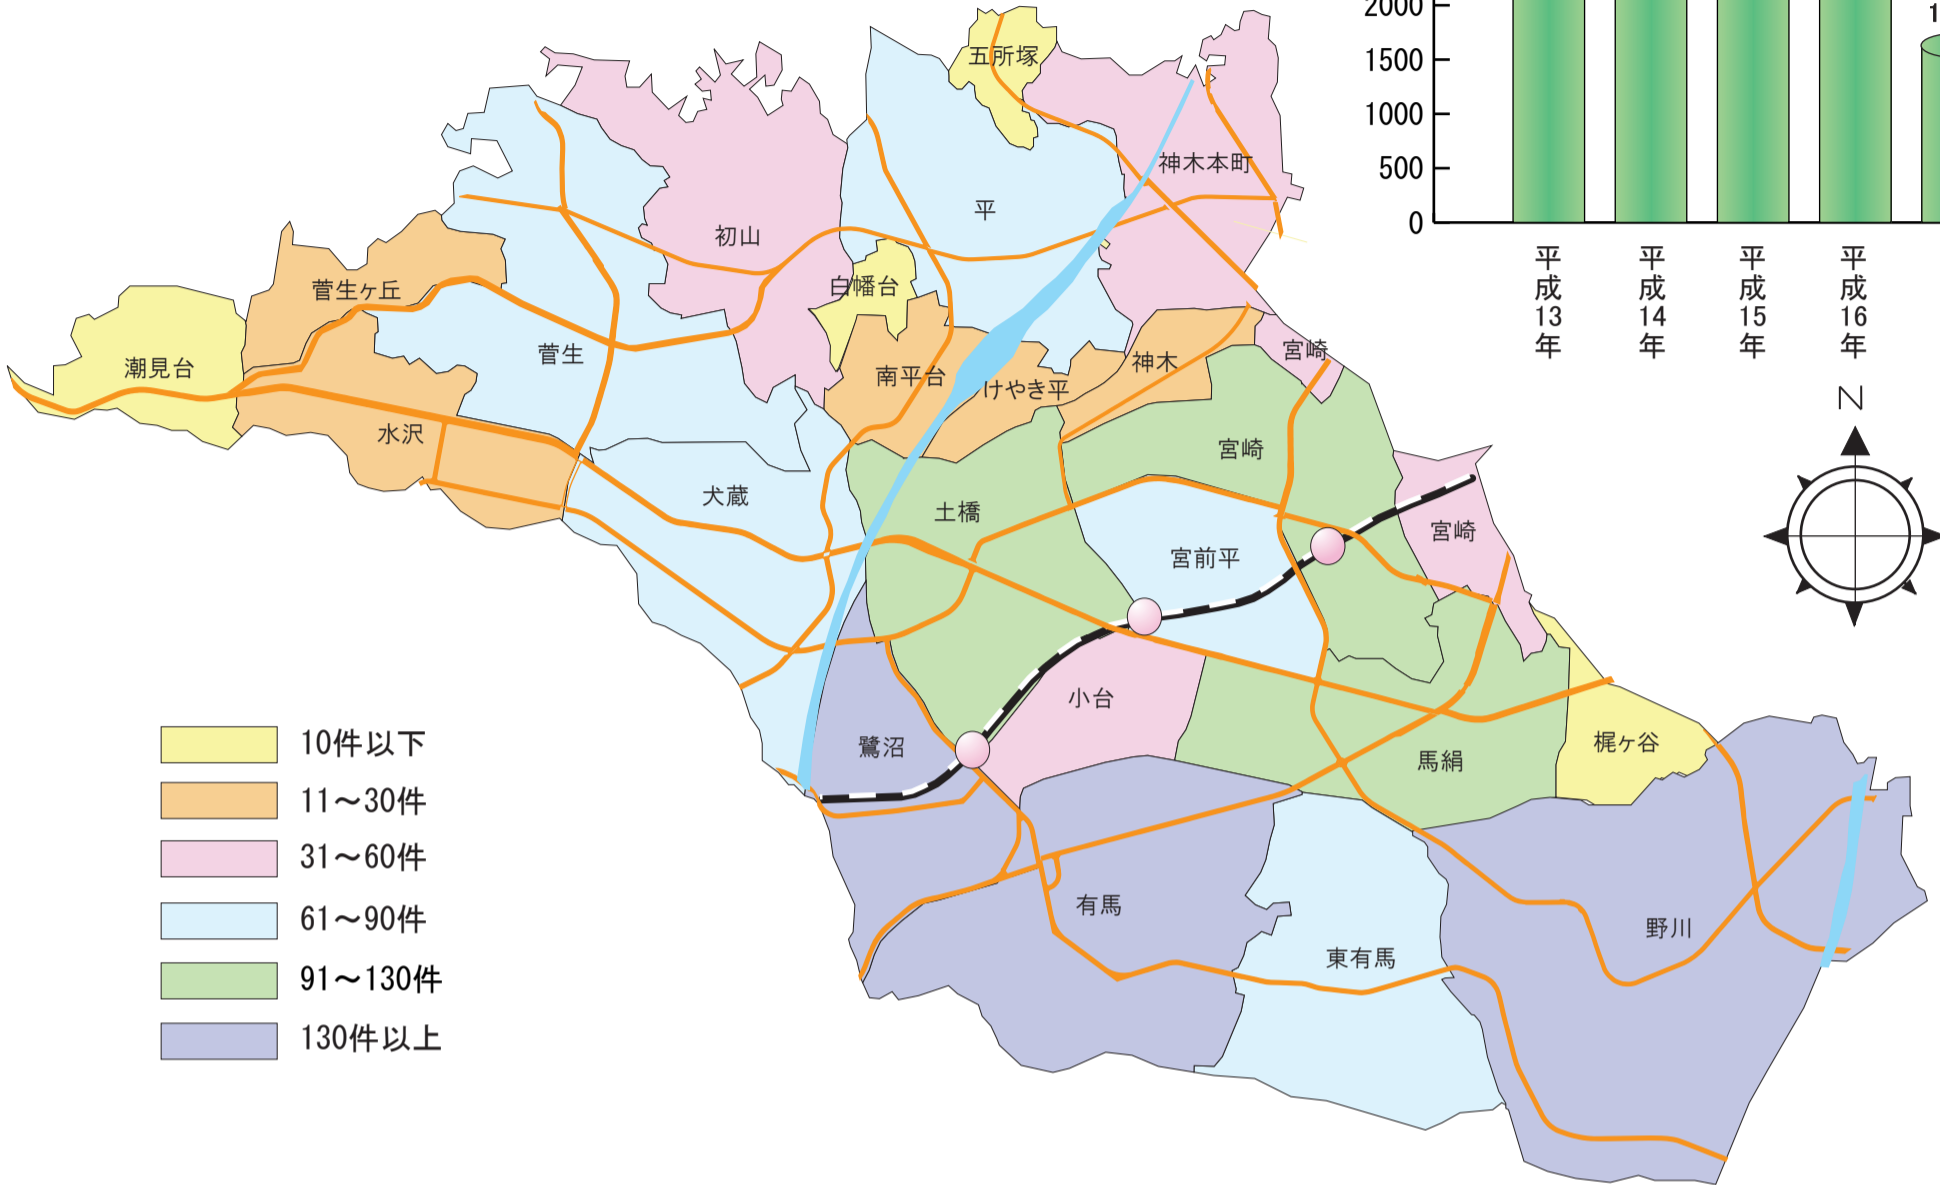 2000
1
1500
1000
500
0
平成13年
平成14年
平成15年
平成16年
N
五所塚
神木本町
平
初山
菅生ヶ丘
白幡台
菅生
潮見台
南平台
けやき平
神木
宮崎
水沢
宮崎
犬蔵
土橋
宮前平
宮崎
小台
鷺沼
馬絹
梶ヶ谷
有馬
東有馬
野川
10件以下
11～30件
31～60件
61～90件
91～130件
130件以上